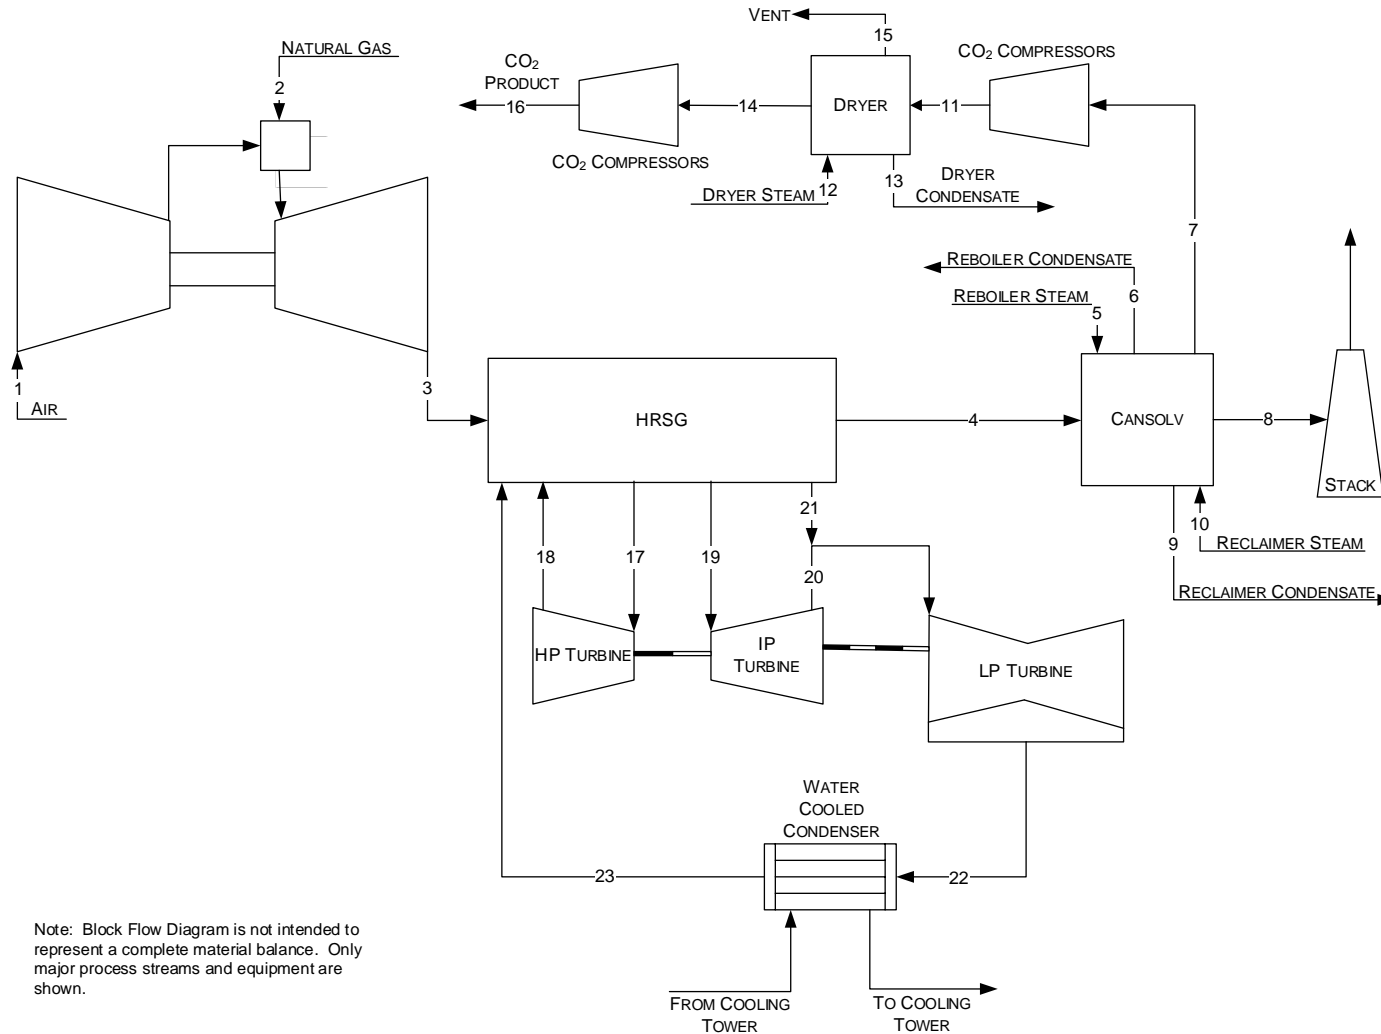 VENT
15
NATURAL GAS
CO2 COMPRESSORS
CO2
PRODUCT
2
16
14
DRYER
11
CO2 COMPRESSORS
DRYER STEAM
12
13
DRYER
CONDENSATE
7
REBOILER CONDENSATE
6
REBOILER STEAM
5
1
AIR
3
HRSG
4
CANSOLV
8
STACK
21
18
17
19
20
9
10
RECLAIMER STEAM
RECLAIMER CONDENSATE
HP TURBINE
IP
TURBINE
LP TURBINE
WATER
COOLED
CONDENSER
23
22
Note: Block Flow Diagram is not intended to
represent a complete material balance. Only
major process streams and equipment are
shown.
FROM COOLING
TOWER
TO COOLING
TOWER